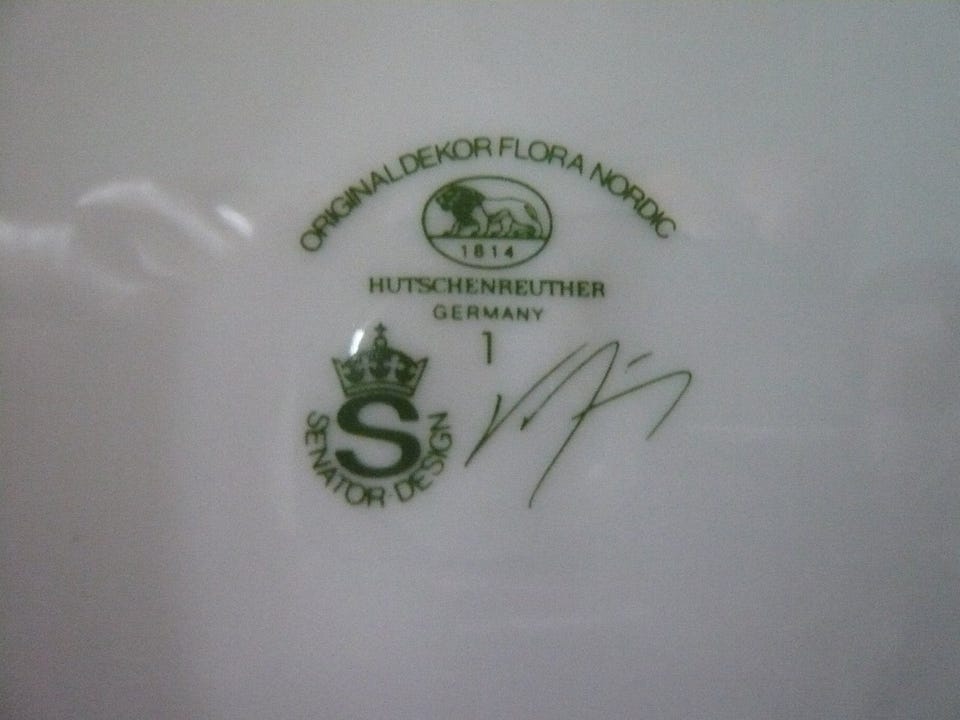 ORIGINALDEKOR FLORA NORDIC
1814
HUTSCHENREUTHER
GERMANY
1
S
SENATOR · DESIGN